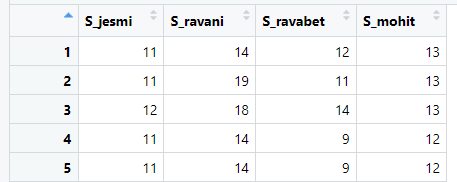 S_jesmi S_ravani S_ravabet S_mohit
1 11 14 12 13
2 11 19 11 13
3 12 18 14 13
4 11 14 9 12
5 11 14 9 12